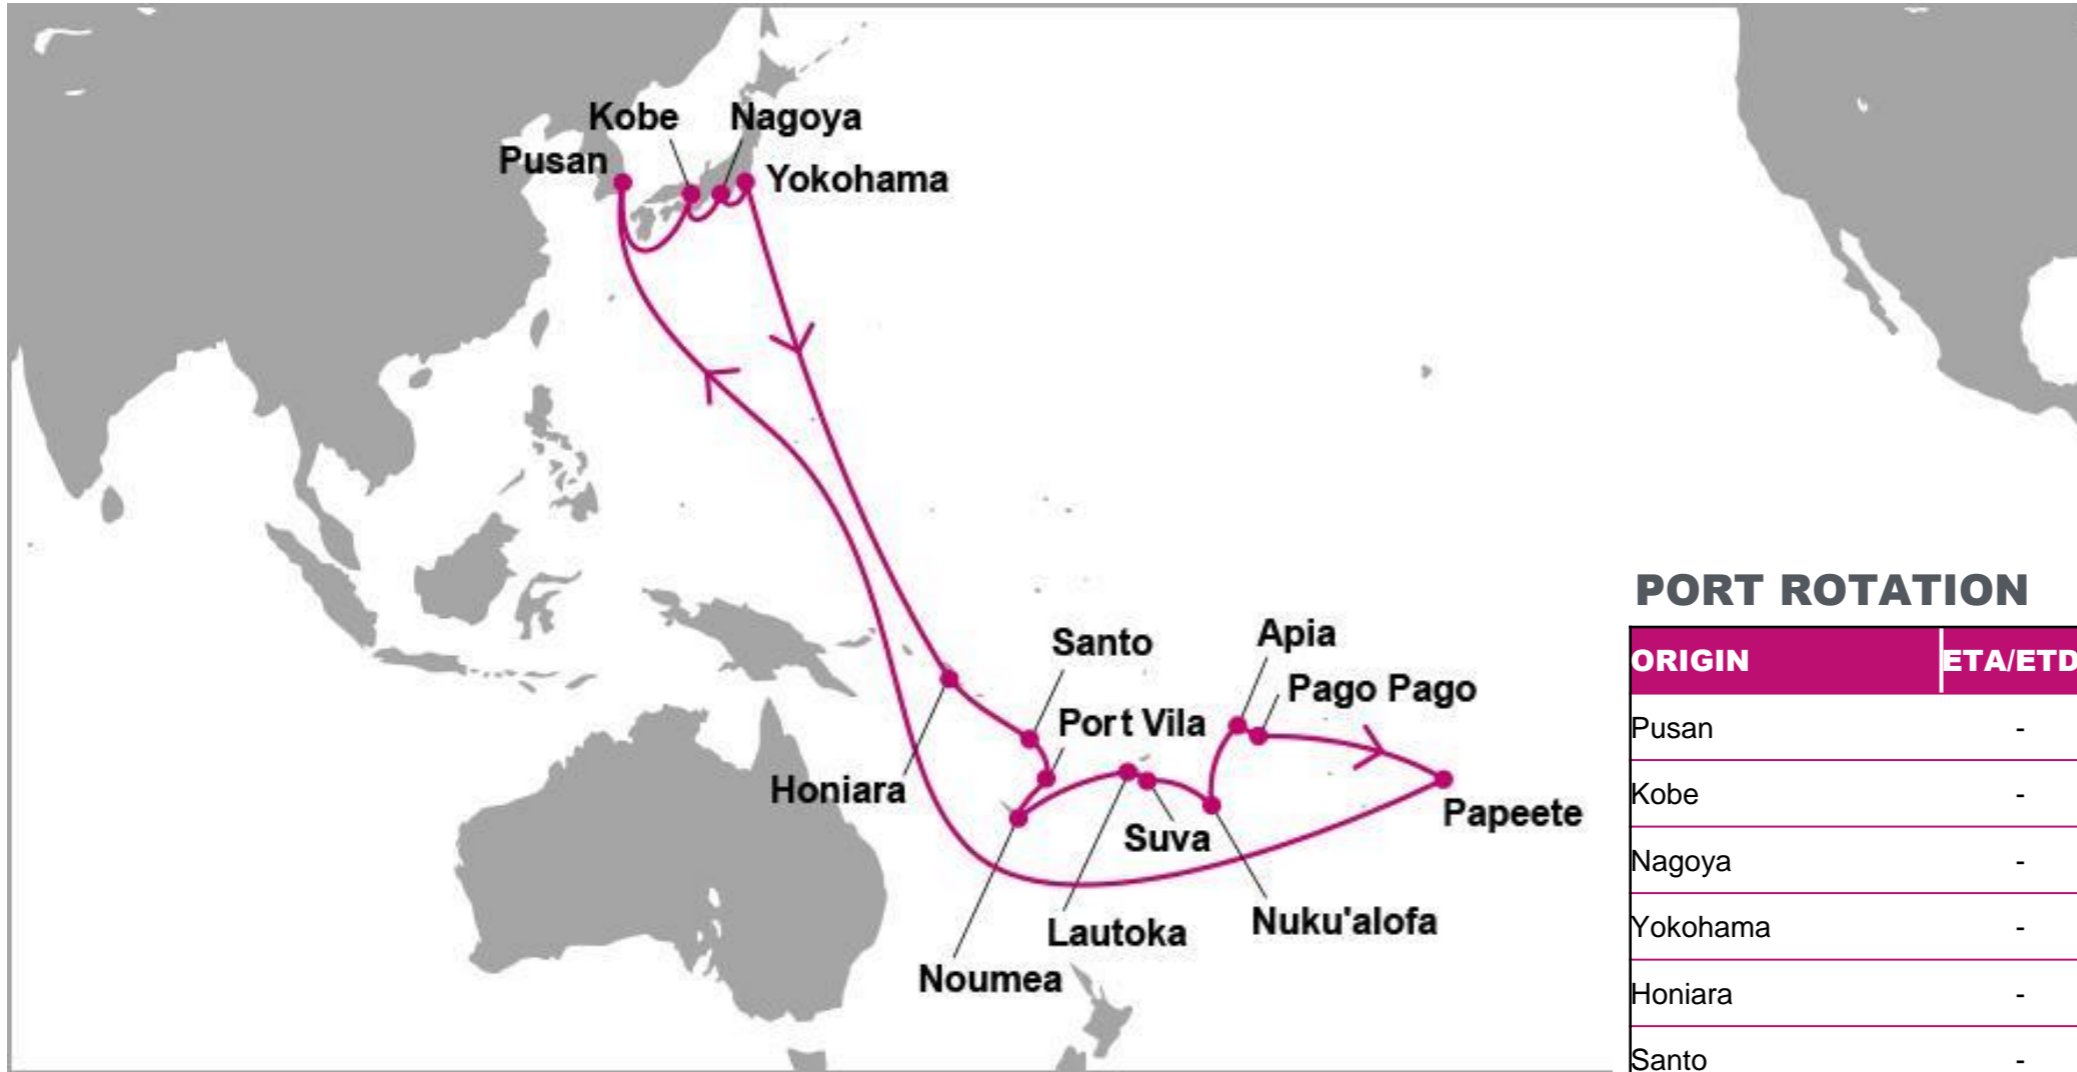 Kobe
Nagoya
Pusan
Yokohama
Santo
Apia
Pago Pago
Port Vila
Honiara
Suva
Papeete
Lautoka
Nuku'alofa
Noumea
PORT ROTATION
ORIGIN ETA/ETD
Pusan -
Kobe -
Nagoya -
Yokohama -
Honiara -
Santo -